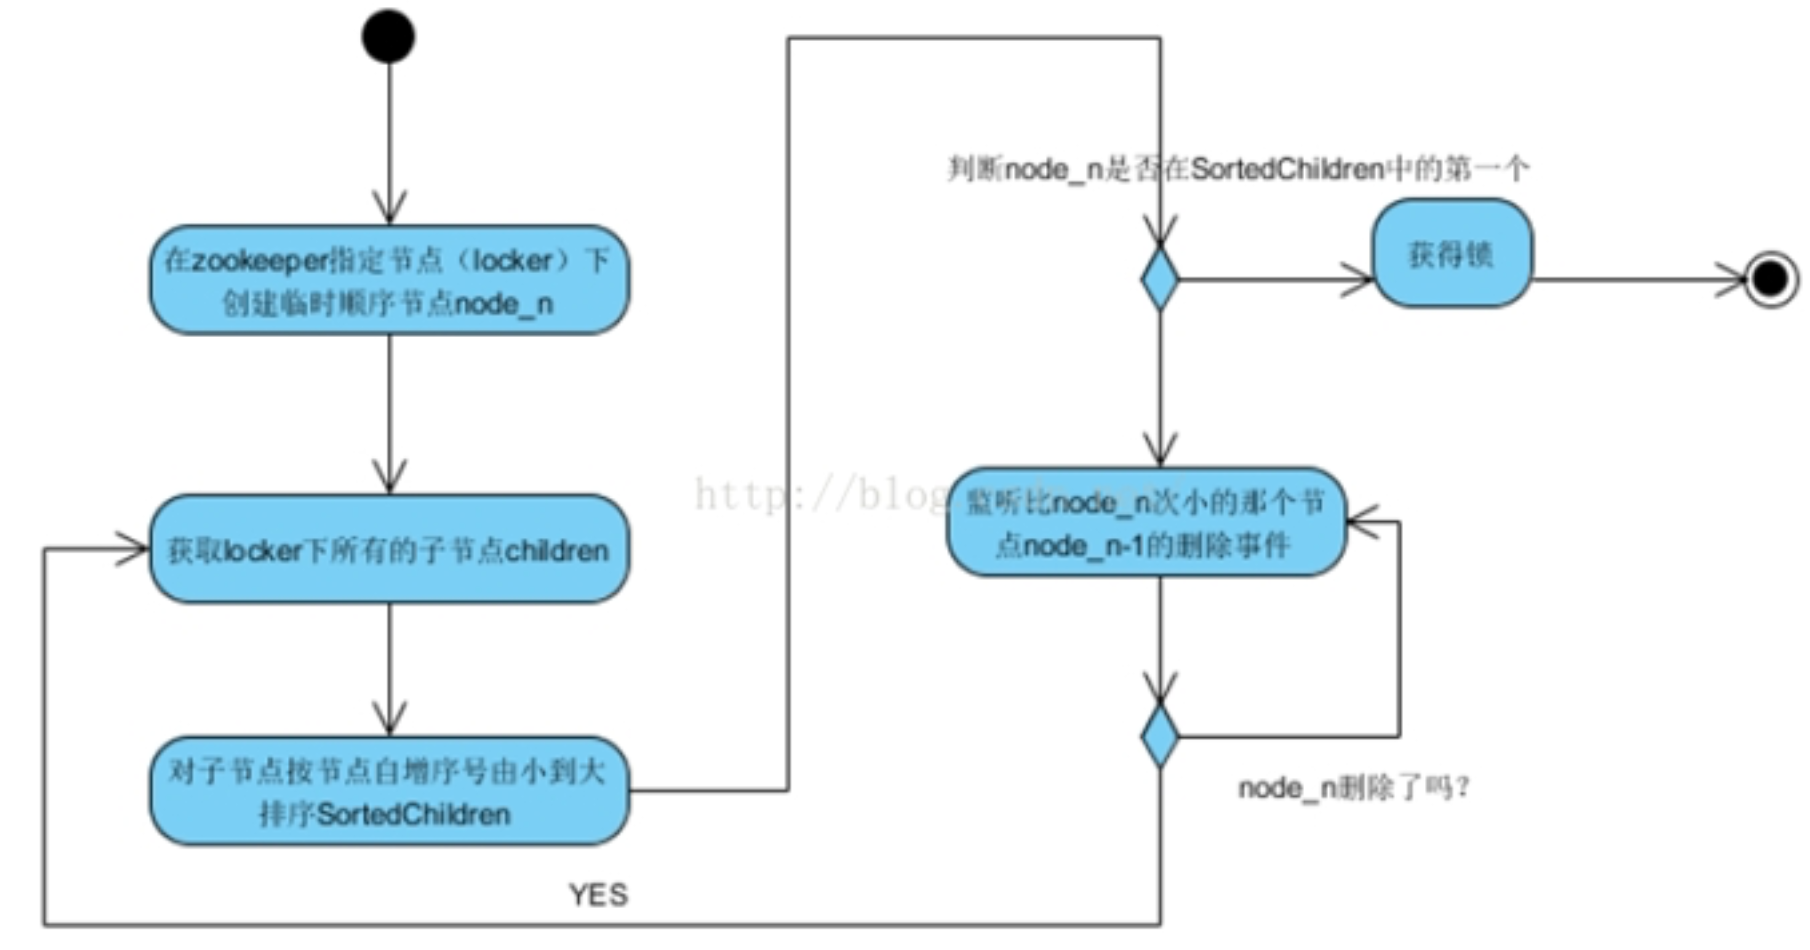 在zookeeper指定节点（locker）下
创建临时顺序节点node_n
获取locker下所有的子节点children
对子节点按节点自增序号由小到大
排序SortedChildren
判断node_n是否在SortedChildren中的第一个
获得锁
监听比node_n次小的那个节
点node_n-1的删除事件
node_n删除了吗?
YES
http://blog